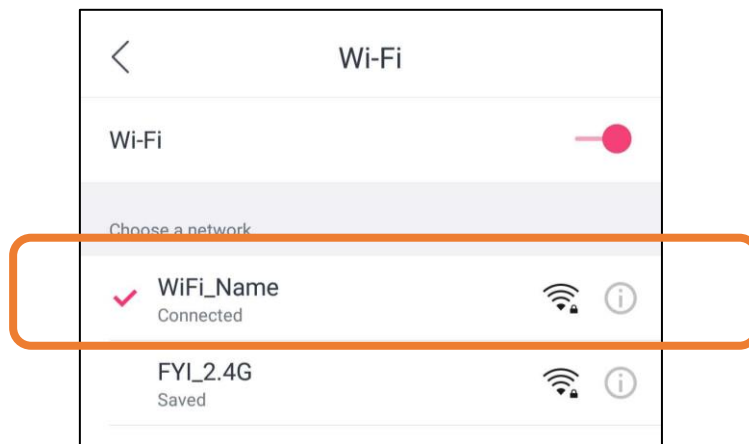 Wi-Fi
Wi-Fi
Choose a network
WiFi_Name
Connected
FYI_2.4G
Saved